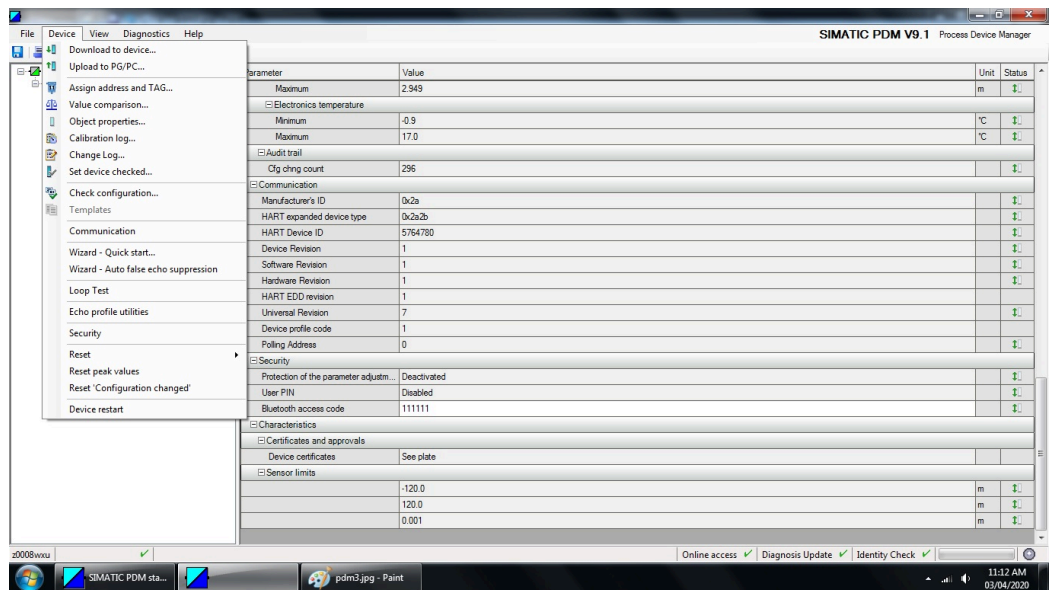 File Device View Diagnostics Help
SIMATIC PDM V9.1 Process Device Manager
Download to device...
Upload to PG/PC...
Assign address and TAG...
Value comparison...
Object properties...
Calibration log...
Change Log...
Set device checked...
Check configuration...
Templates
Communication
Wizard - Quick start...
Wizard - Auto false echo suppression
Loop Test
Echo profile utilities
Security
Reset
Reset peak values
Reset 'Configuration changed'
Device restart
Value Unit Status
Maximum 2.949 m
Electronics temperature
Minimum -0.9 °C
Maximum 17.0 °C
Audit trail
Cfg chng count 296
Communication
Manufacturer's ID 0x2a
HART expanded device type 0x2a2b
HART Device ID 5764780
Device Revision 1
Software Revision 1
Hardware Revision 1
HART EDD revision 1
Universal Revision 7
Device profile code 1
Polling Address 0
Security
Protection of the parameter adjustm... Deactivated
User PIN Disabled
Bluetooth access code 111111
Characteristics
Certificates and approvals
Device certificates See plate
Sensor limits
-120.0 m
120.0 m
0.001 m
z0008wxu Online access Diagnosis Update Identity Check
SIMATIC PDM sta... pdm3.jpg - Paint 11:12 AM
03/04/2020